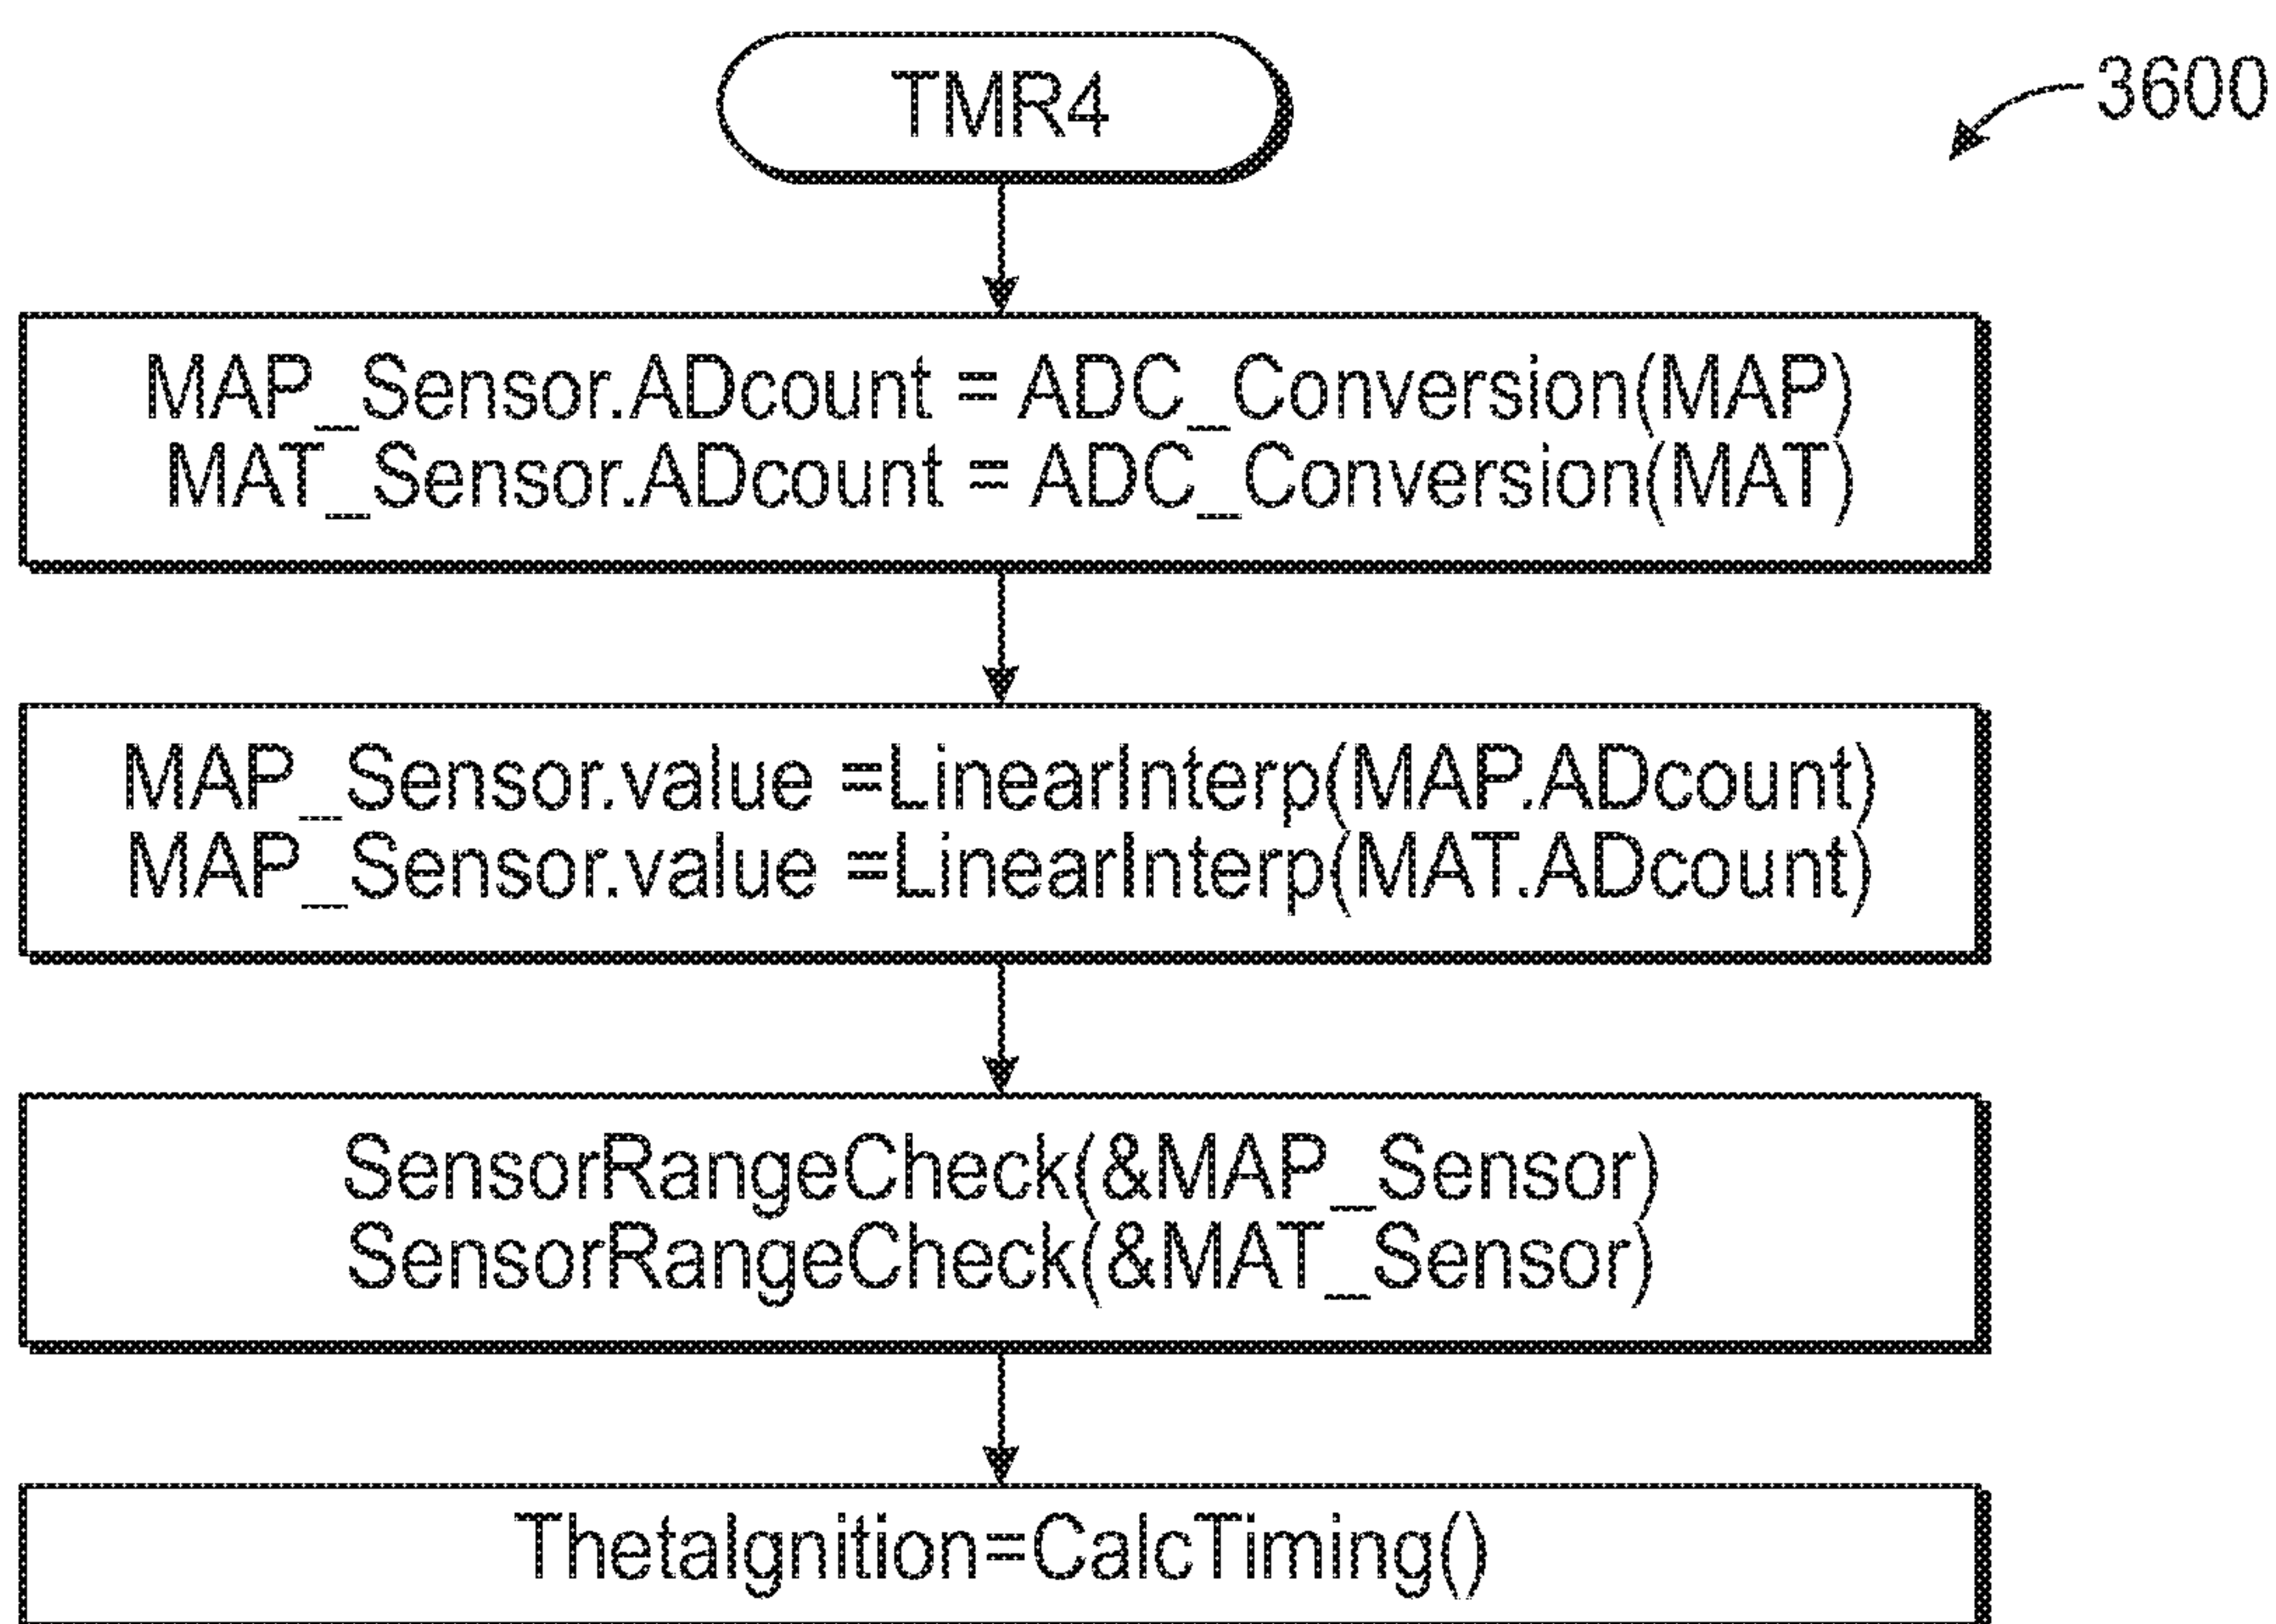 TMR4
3600
MAP_Sensor.ADcount = ADC_Conversion(MAP)
MAT_Sensor.ADcount = ADC_Conversion(MAT)
MAP_Sensor.value =LinearInterp(MAP.ADcount)
MAP_Sensor.value =LinearInterp(MAT.ADcount)
SensorRangeCheck(&MAP_Sensor)
SensorRangeCheck(&MAT_Sensor)
ThetaIgnition=CalcTiming()